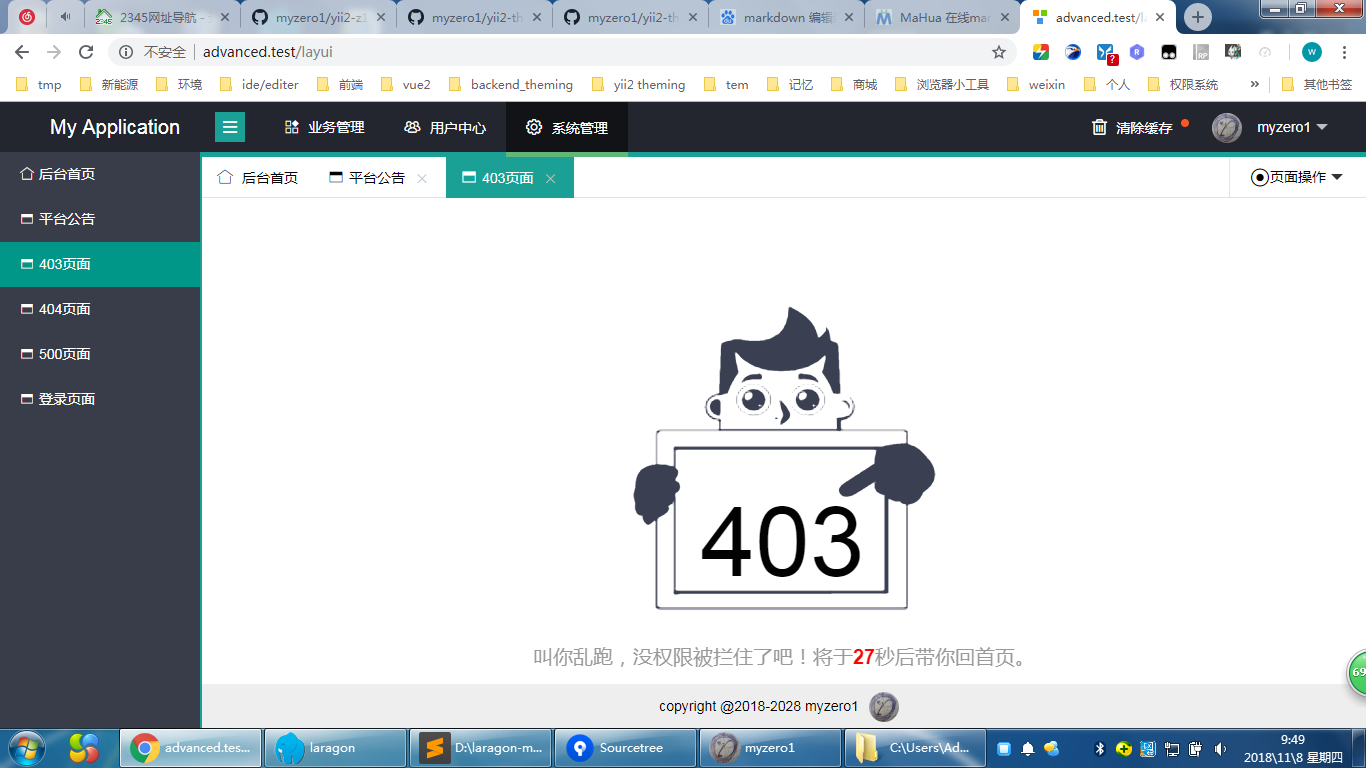 2345网址导航 -
myzero1/yii2-z1
myzero1/yii2-th
myzero1/yii2-th
markdown 编辑
MaHua 在线mar
advanced.test/la
不安全 advanced.test/layui
tmp 新能源 环境 ide/editer 前端 vue2 backend_theming yii2 theming tem 记忆 商城 浏览器小工具 weixin 个人 权限系统 » 其他书签
My Application 业务管理 用户中心 系统管理 清除缓存 myzero1
后台首页 平台公告 403页面 页面操作
后台首页
平台公告
403页面
404页面
500页面
登录页面
403
叫你乱跑，没权限被拦住了吧！将于27秒后带你回首页。
69
copyright @2018-2028 myzero1
advanced.tes... laragon D:\laragon-m... Sourcetree myzero1 C:\Users\Ad...
9:49
2018\11\8 星期四